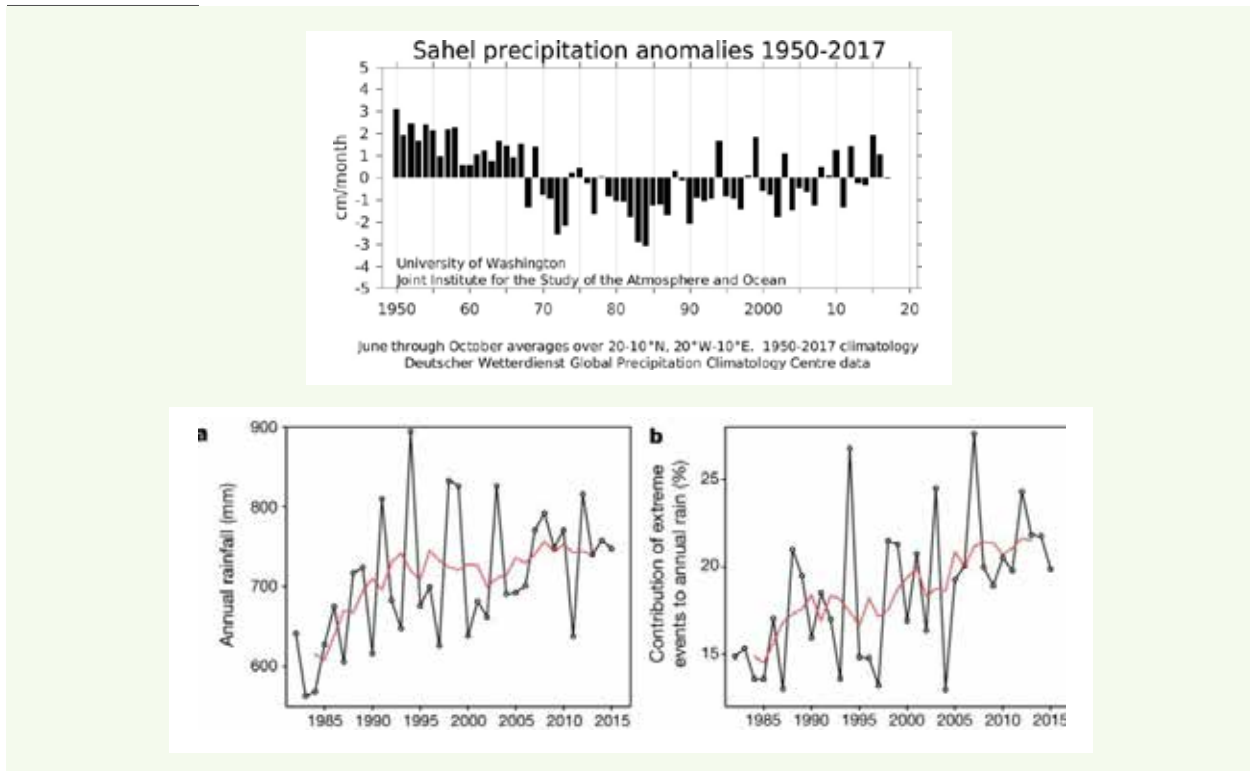 Sahel precipitation anomalies 1950-2017
5
4
3
2
1
0
-1
-2
-3
-4
-5
cm/month
University of Washington
Joint Institute for the Study of the Atmosphere and Ocean
1950 60 70 80 90 2000 10 20
June through October averages over 20-10°N, 20°W-10°E. 1950-2017 climatology
Deutscher Wetterdienst Global Precipitation Climatology Centre data
a
Annual rainfall (mm)
900
800
700
600
1985 1990 1995 2000 2005 2010 2015
b
Contribution of extreme
events to annual rain (%)
25
20
15
1985 1990 1995 2000 2005 2010 2015